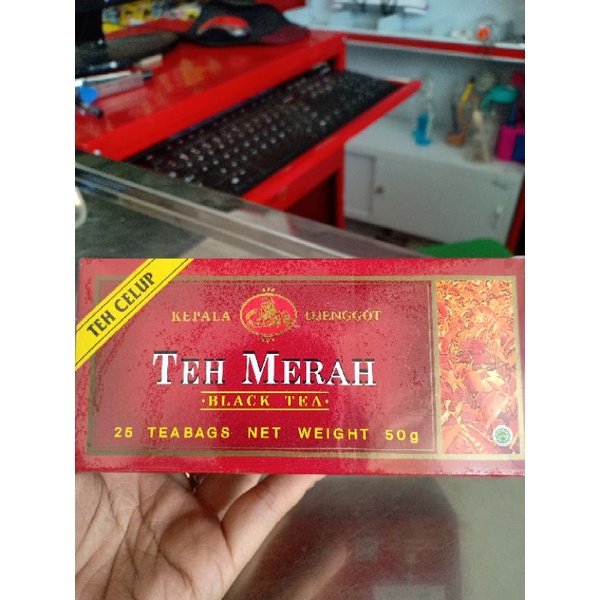 TEH CELUP
KEPALA DJENGGOT
TEH MERAH
BLACK TEA
25 TEABAGS NET WEIGHT 50g